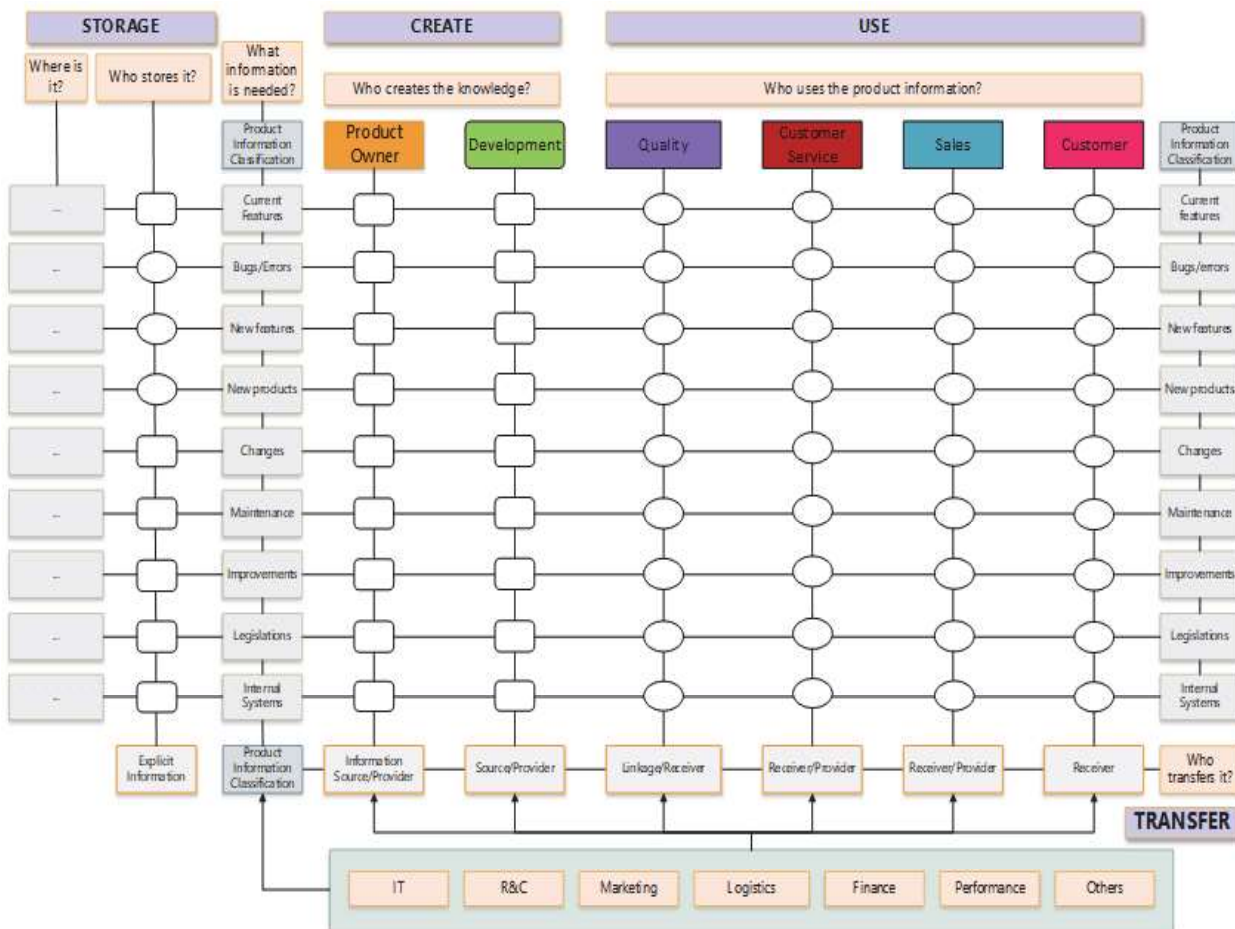 STORAGE
CREATE
USE
Where is
it?
Who stores it?
What
information
is needed?
Who creates the knowledge?
Who uses the product information?
Product
Information
Classification
Product
Owner
Development
Quality
Customer
Service
Sales
Customer
Product
Information
Classification
...
Current
Features
Current
features
...
Bugs/Errors
Bugs/errors
...
New features
New features
...
New products
New products
...
Changes
Changes
...
Maintenance
Maintenance
...
Improvements
Improvements
...
Legislations
Legislations
...
Internal
Systems
Internal
Systems
Explicit
Information
Product
Information
Classification
Information
Source/Provider
Source/Provider
Linkage/Receiver
Receiver/Provider
Receiver/Provider
Receiver
Who
transfers it?
TRANSFER
IT
R&C
Marketing
Logistics
Finance
Performance
Others